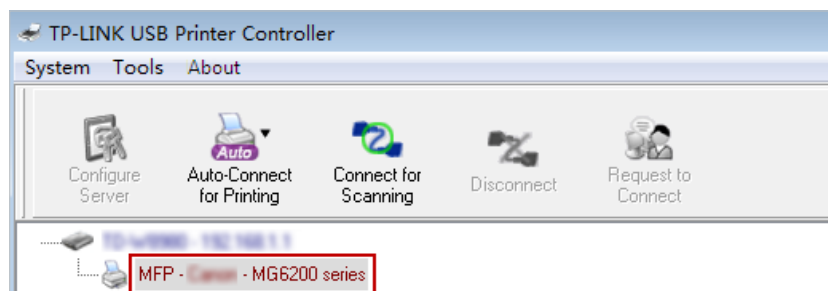 TP-LINK USB Printer Controller
System Tools About
Configure Server
Auto
Auto-Connect for Printing
Connect for Scanning
Disconnect
Request to Connect
MFP - - MG6200 series